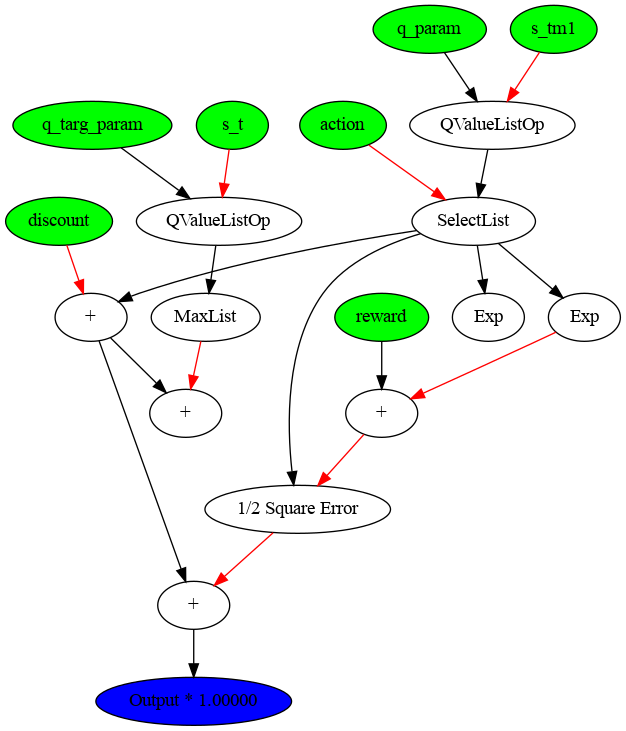 q_param
s_tm1
q_targ_param
s_t
action
QValueListOp
discount
QValueListOp
SelectList
+
MaxList
reward
Exp
Exp
+
+
1/2 Square Error
+
Output * 1.00000